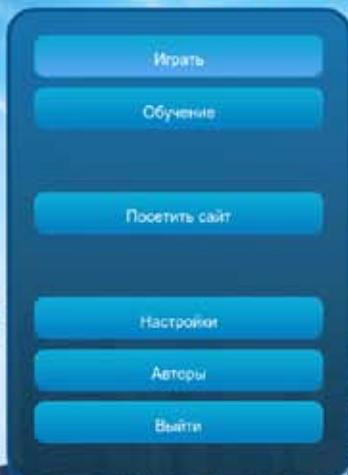 Играть
Обучение
Посетить сайт
Настройки
Авторы
Выйти